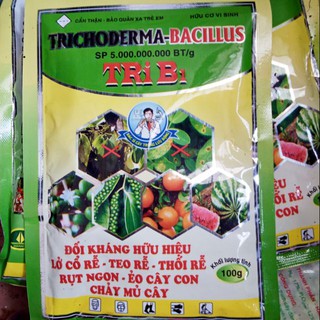 CẨN THẬN - BẢO QUẢN XA TRẺ EM
HỮU CƠ VI SINH
TRICHODERMA-BACILLUS
SP 5.000.000.000 BT/g
TRi B1
ĐỐI KHÁNG HỮU HIỆU
LỞ CỔ RỄ - TEO RỄ - THỐI RỄ
RỤT NGỌN - ẺO CÂY CON
CHẢY MỦ CÂY
Khối lượng tịnh
100g